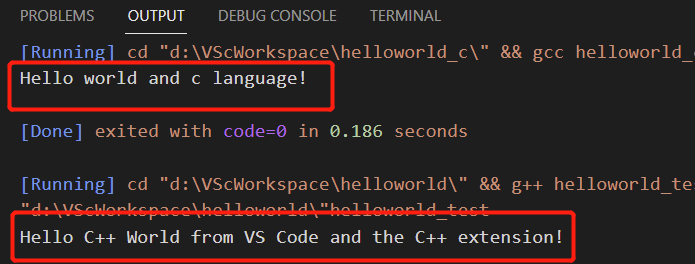 PROBLEMS OUTPUT DEBUG CONSOLE TERMINAL
[Running] cd "d:\VScWorkspace\helloworld_c\" && gcc helloworld_
Hello world and c language!
[Done] exited with code=0 in 0.186 seconds
[Running] cd "d:\VScWorkspace\helloworld\" && g++ helloworld_te
"d:\VScWorkspace\helloworld\"helloworld_test
Hello C++ World from VS Code and the C++ extension!